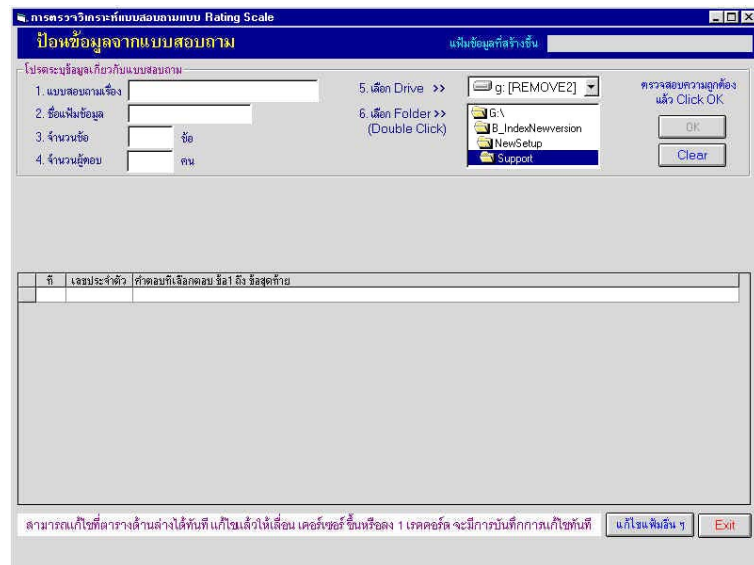 การตรวจวิเคราะห์แบบสอบถามแบบ Rating Scale
ป้อนข้อมูลจากแบบสอบถาม
แฟ้มข้อมูลที่สร้างขึ้น
โปรดระบุข้อมูลเกี่ยวกับแบบสอบถาม
1. แบบสอบถามเรื่อง
2. ชื่อแฟ้มข้อมูล
3. จำนวนข้อ
ข้อ
4. จำนวนผู้ตอบ
คน
5. เลือก Drive >>
g: [REMOVE2]
6. เลือก Folder >>
(Double Click)
G:\
B_IndexNewversion
NewSetup
Support
ตรวจสอบความถูกต้อง
แล้ว Click OK
OK
Clear
ที่ เลขประจำตัว คำตอบที่เลือกตอบ ข้อ1 ถึง ข้อสุดท้าย
สามารถแก้ไขที่ตารางด้านล่างได้ทันที แก้ไขแล้วให้เลื่อน เคอร์เซอร์ ขึ้นหรือลง 1 เรคคอร์ด จะมีการบันทึกการแก้ไขทันที
แก้ไขแฟ้มอื่น ๆ
Exit